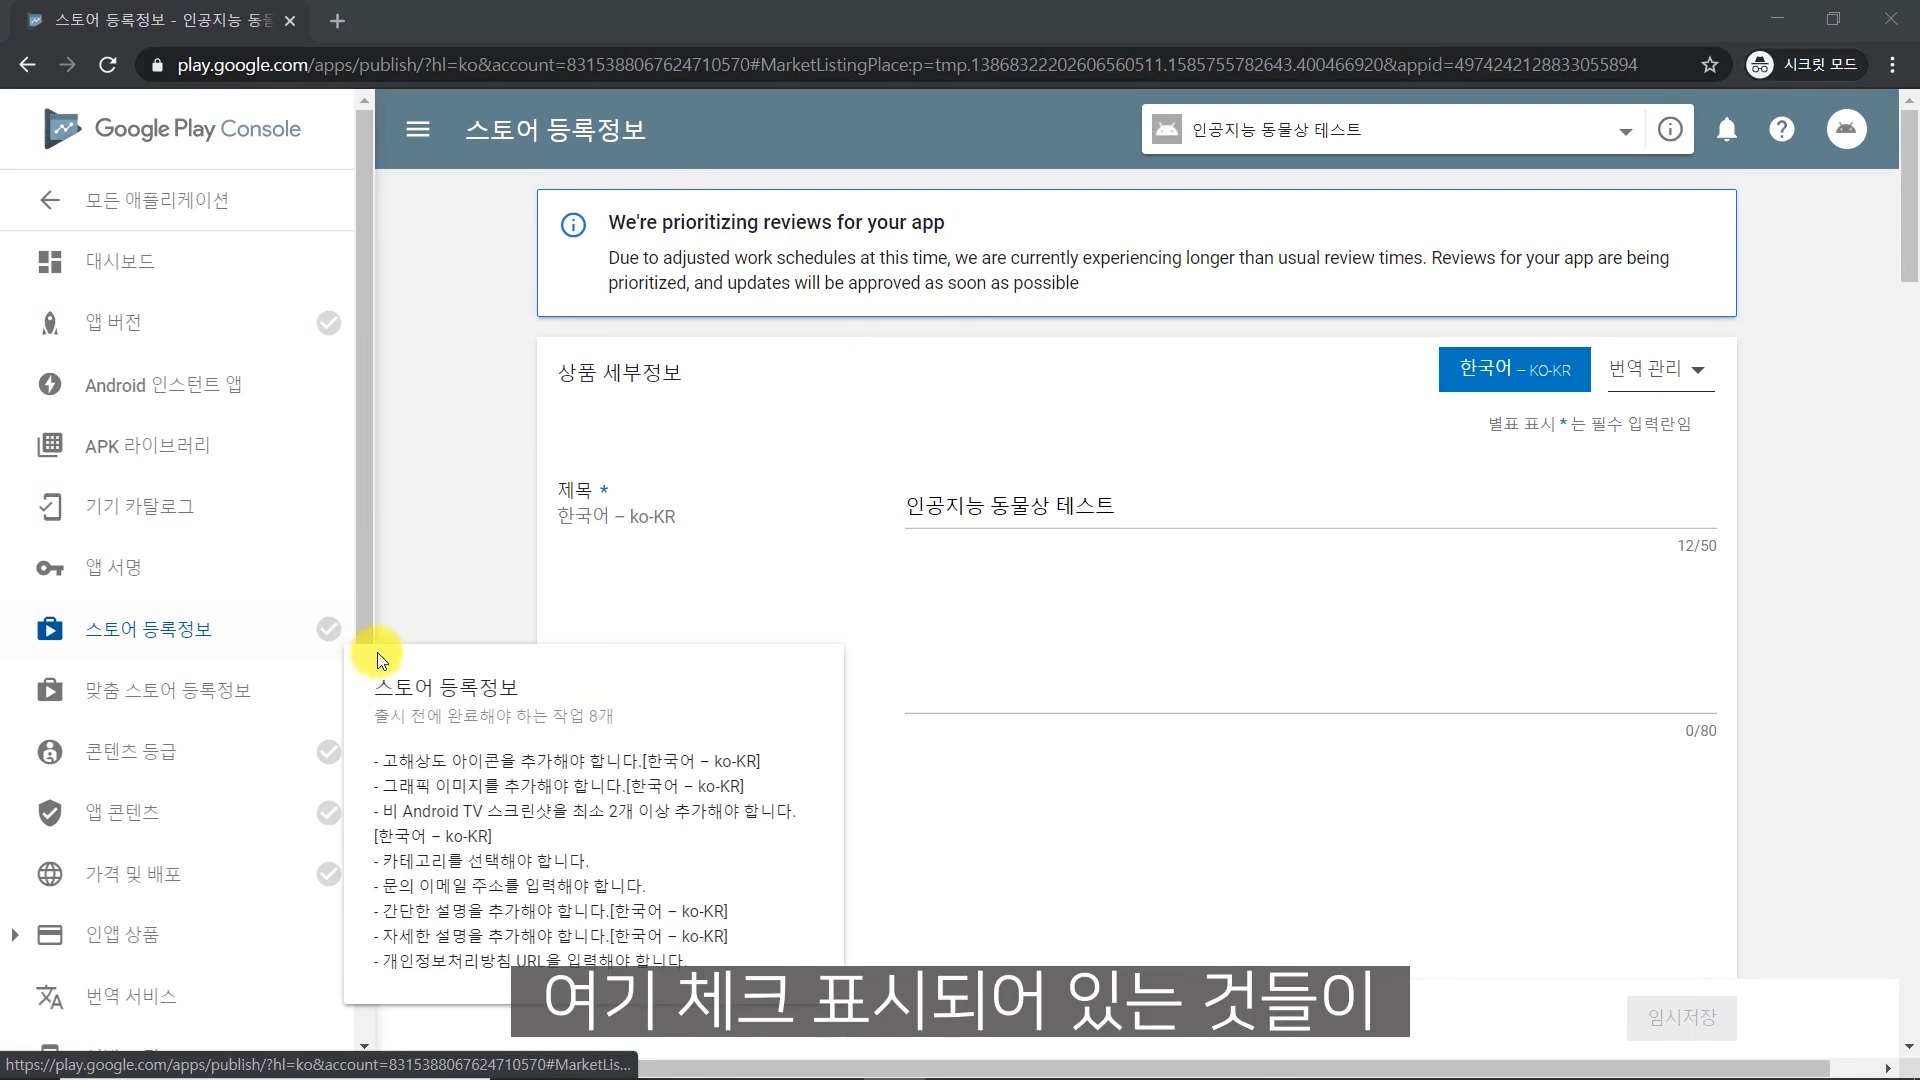 스토어 등록정보 - 인공지능 동물
play.google.com/apps/publish/?hl=ko&account=8315388067624710570#MarketListingPlace:p=tmp.13868322202606560511.1585755782643.400466920&appid=4974242128833055894
시크릿 모드
Google Play Console
스토어 등록정보
인공지능 동물상 테스트
모든 애플리케이션
대시보드
앱 버전
Android 인스턴트 앱
APK 라이브러리
기기 카탈로그
앱 서명
스토어 등록정보
맞춤 스토어 등록정보
콘텐츠 등급
앱 콘텐츠
가격 및 배포
인앱 상품
번역 서비스
We're prioritizing reviews for your app
Due to adjusted work schedules at this time, we are currently experiencing longer than usual review times. Reviews for your app are being
prioritized, and updates will be approved as soon as possible
상품 세부정보
한국어 – KO-KR
번역 관리
별표 표시 * 는 필수 입력란임
제목 *
한국어 – ko-KR
인공지능 동물상 테스트
12/50
0/80
스토어 등록정보
출시 전에 완료해야 하는 작업 8개
- 고해상도 아이콘을 추가해야 합니다.[한국어 – ko-KR]
- 그래픽 이미지를 추가해야 합니다.[한국어 – ko-KR]
- 비 Android TV 스크린샷을 최소 2개 이상 추가해야 합니다.
[한국어 – ko-KR]
- 카테고리를 선택해야 합니다.
- 문의 이메일 주소를 입력해야 합니다.
- 간단한 설명을 추가해야 합니다.[한국어 – ko-KR]
- 자세한 설명을 추가해야 합니다.[한국어 – ko-KR]
- 개인정보처리방침 URL을 입력해야 합니다.
여기 체크 표시되어 있는 것들이
임시저장
https://play.google.com/apps/publish/?hl=ko&account=8315388067624710570#MarketLis...